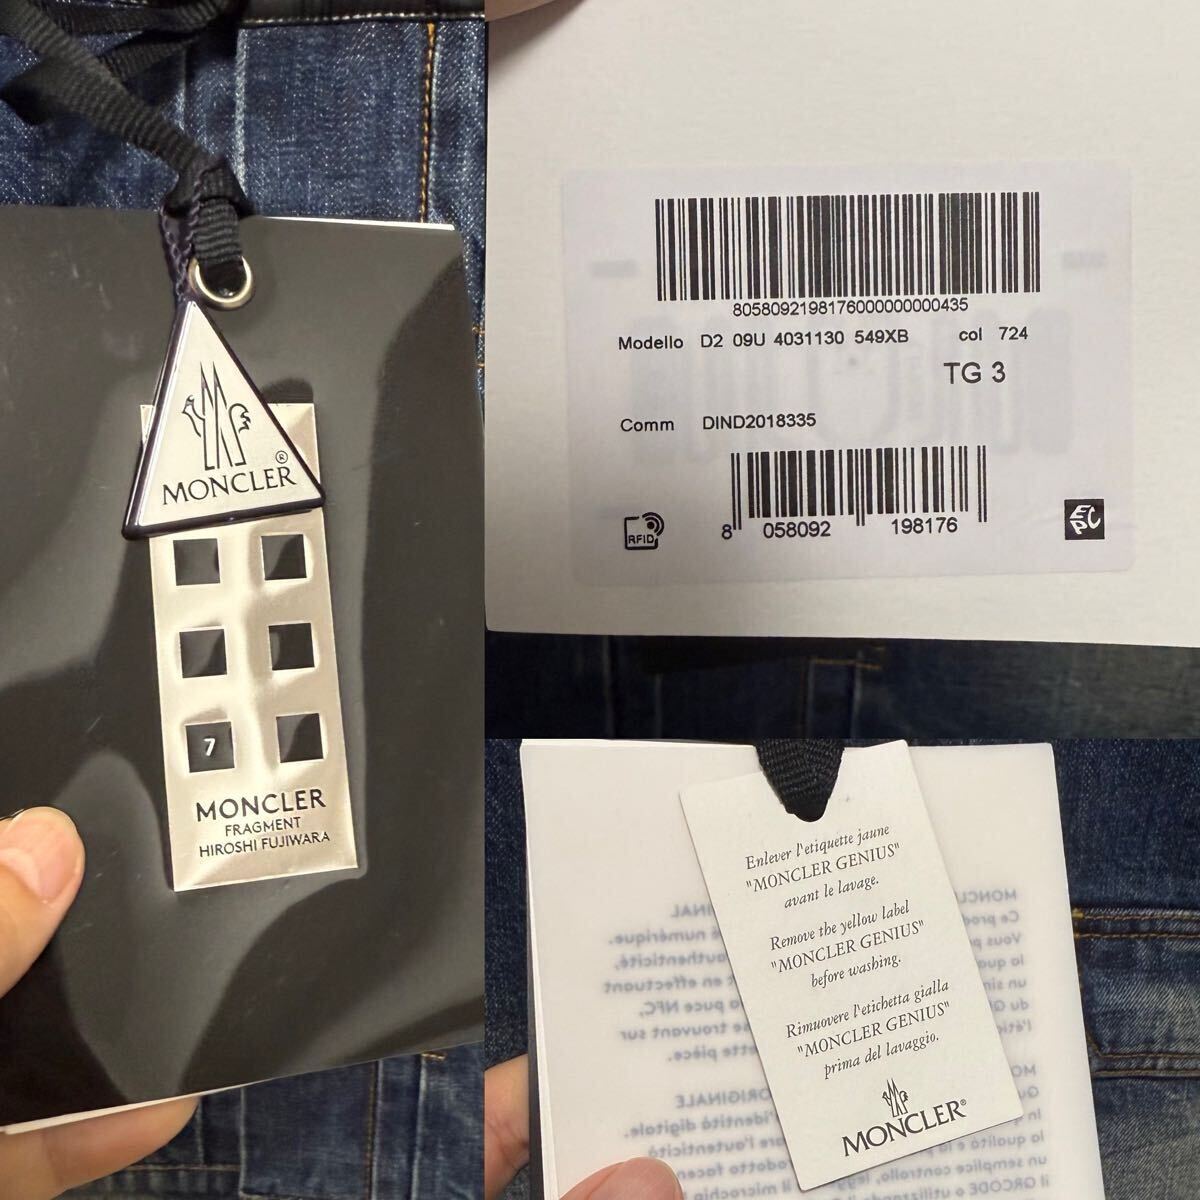 MONCLER®
7
MONCLER
FRAGMENT
HIROSHI FUJIWARA
8058092198176000000000435
Modello D2 09U 4031130 549XB col 724
TG 3
Comm DIND2018335
RFID
8 058092 198176
EPC
Enlever l'etiquette jaune
"MONCLER GENIUS"
avant le lavage.
Remove the yellow label
"MONCLER GENIUS"
before washing.
Rimuovere l'etichetta gialla
"MONCLER GENIUS"
prima del lavaggio.
MONCLER®